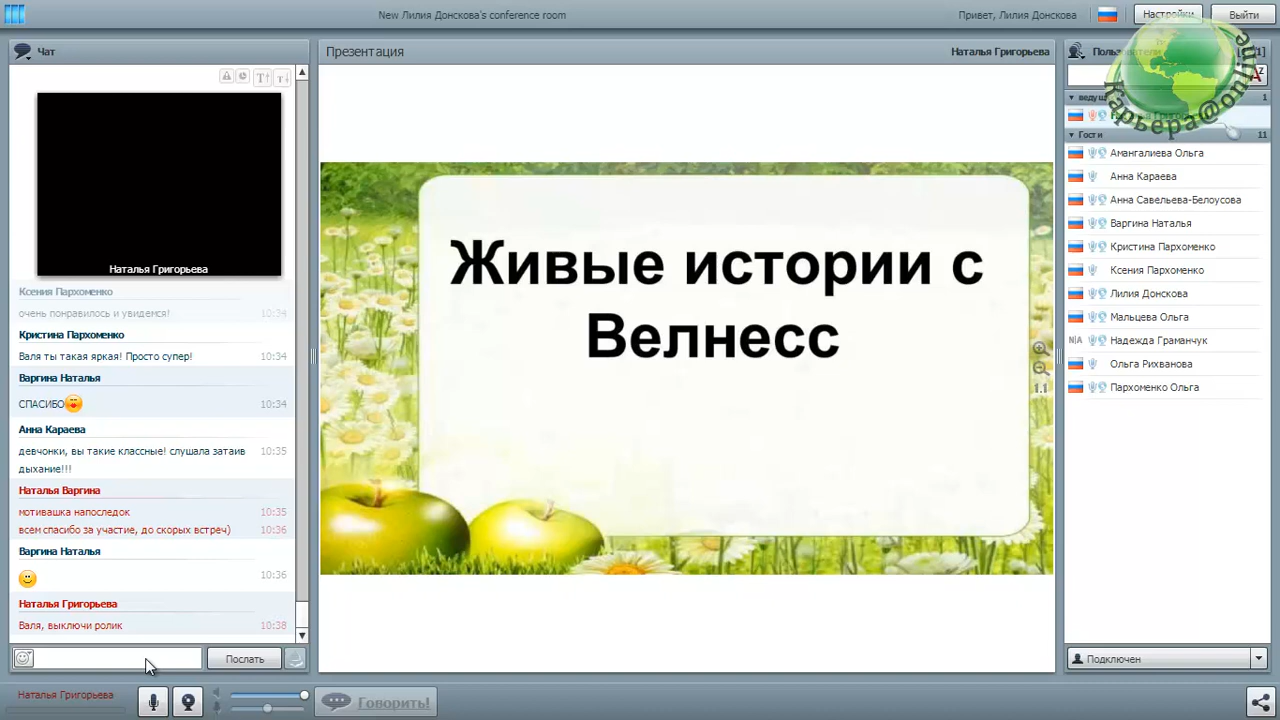 New Лилия Донскова's conference room
Привет, Лилия Донскова
Настройки
Выйти
Чат
Наталья Григорьева
Ксения Пархоменко
очень понравилось и увидемся! 10:34
Кристина Пархоменко
Валя ты такая яркая! Просто супер! 10:34
Варгина Наталья
СПАСИБО 10:34
Анна Караева
девчонки, вы такие классные! слушала затаив 10:35
дыхание!!!
Наталья Варгина
мотивашка напоследок 10:35
всем спасибо за участие, до скорых встреч) 10:36
Варгина Наталья
10:36
Наталья Григорьева
Валя, выключи ролик 10:38
Послать
Наталья Григорьева
Говорить!
Презентация
Наталья Григорьева
Живые истории с
Велнесс
1:1
Карьера@online
Гости 11
Амангалиева Ольга
Анна Караева
Анна Савельева-Белоусова
Варгина Наталья
Кристина Пархоменко
Ксения Пархоменко
Лилия Донскова
Мальцева Ольга
N|A Надежда Граманчук
Ольга Рихванова
Пархоменко Ольга
Подключен